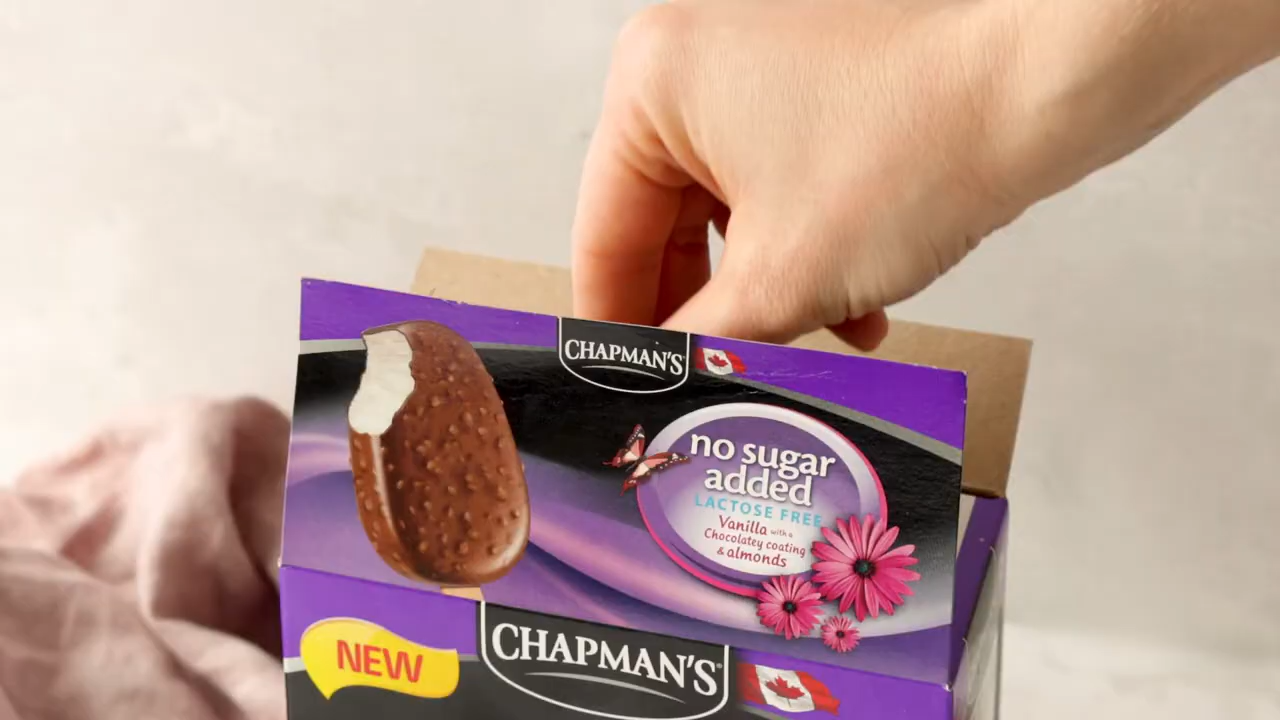 CHAPMAN'S
no sugar
added
LACTOSE FREE
Vanilla with a
Chocolatey coating
& almonds
NEW
CHAPMAN'S